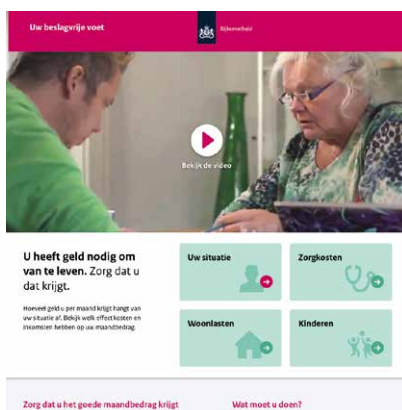 Uw beslagvrije voet
Rijksoverheid
Bekijk de video
U heeft geld nodig om
van te leven. Zorg dat u
dat krijgt.
Hoeveel geld u per maand krijgt hangt van
uw situatie af. Bekijk welk effect kosten en
inkomsten hebben op uw maandbedrag.
Uw situatie
Zorgkosten
Woonlasten
Kinderen
Zorg dat u het goede maandbedrag krijgt
Wat moet u doen?